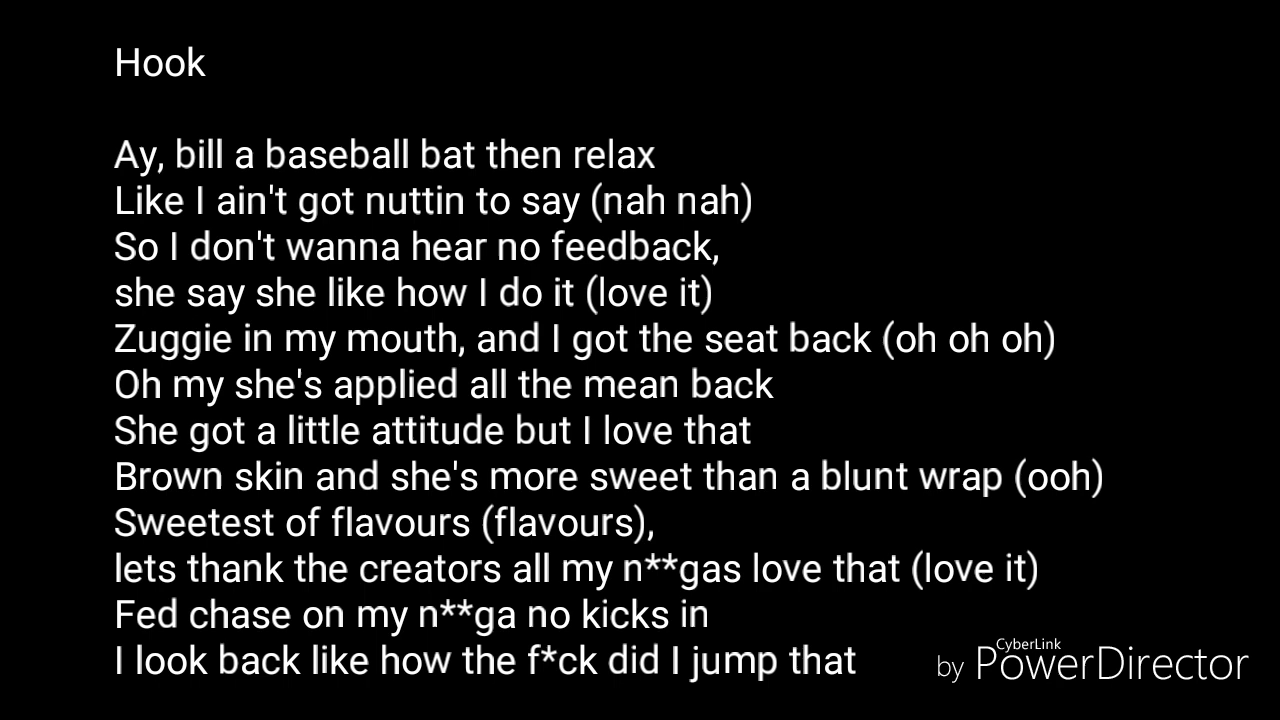 Hook
Ay, bill a baseball bat then relax
Like I ain't got nuttin to say (nah nah)
So I don't wanna hear no feedback,
she say she like how I do it (love it)
Zuggie in my mouth, and I got the seat back (oh oh oh)
Oh my she's applied all the mean back
She got a little attitude but I love that
Brown skin and she's more sweet than a blunt wrap (ooh)
Sweetest of flavours (flavours),
lets thank the creators all my n**gas love that (love it)
Fed chase on my n**ga no kicks in
I look back like how the f*ck did I jump that
CyberLink
by PowerDirector